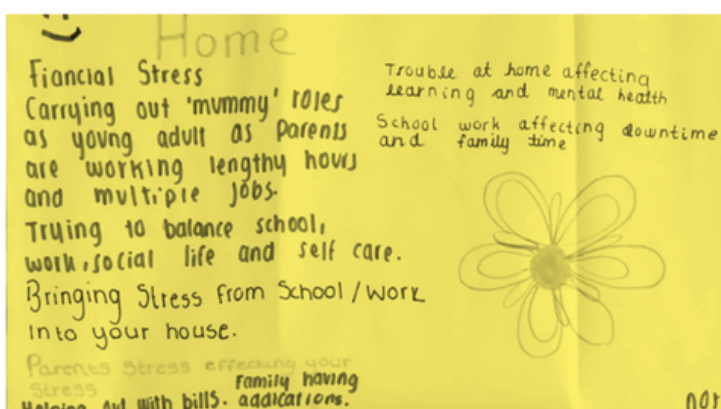 Home
Fiancial Stress
Carrying out 'mummy' roles
as young adult as Parents
are working lengthy hours
and multiple jobs.
Trying to balance school,
work, social life and self care.
Bringing Stress from School / Work
Into your house.
Parents Stress effecting your
Stress
Helping out with bills.
Family having
addications.
Trouble at home affecting
learning and mental health
School work affecting downtime
and family time